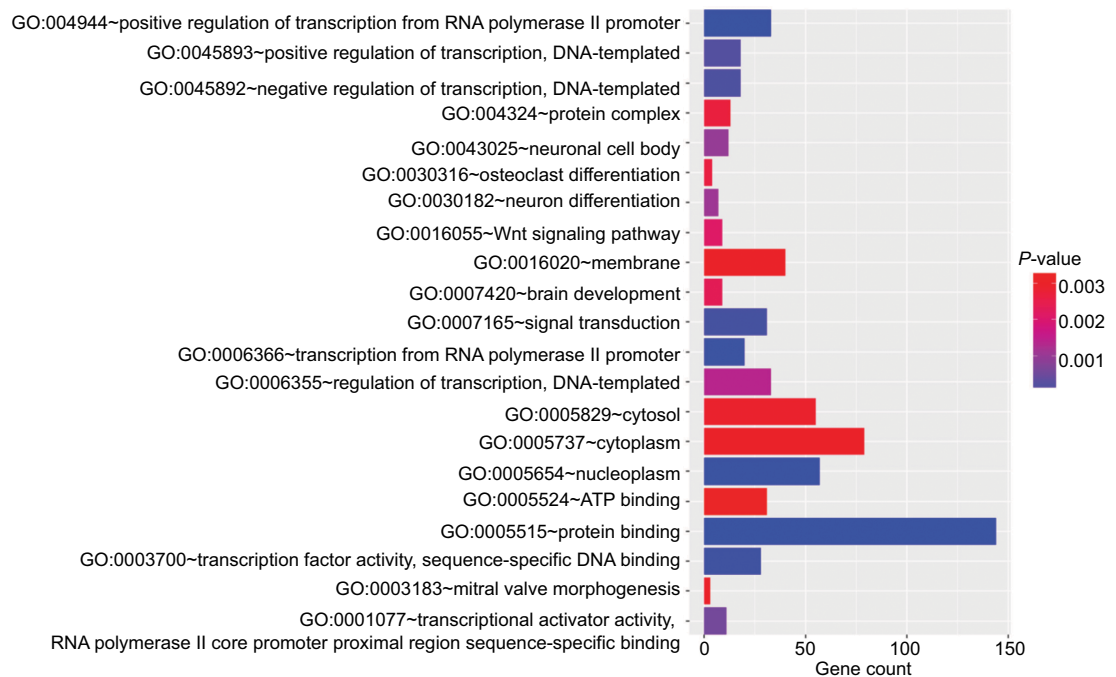 GO:004944~positive regulation of transcription from RNA polymerase II promoter
GO:0045893~positive regulation of transcription, DNA-templated
GO:0045892~negative regulation of transcription, DNA-templated
GO:004324~protein complex
GO:0043025~neuronal cell body
GO:0030316~osteoclast differentiation
GO:0030182~neuron differentiation
GO:0016055~Wnt signaling pathway
GO:0016020~membrane
GO:0007420~brain development
GO:0007165~signal transduction
GO:0006366~transcription from RNA polymerase II promoter
GO:0006355~regulation of transcription, DNA-templated
GO:0005829~cytosol
GO:0005737~cytoplasm
GO:0005654~nucleoplasm
GO:0005524~ATP binding
GO:0005515~protein binding
GO:0003700~transcription factor activity, sequence-specific DNA binding
GO:0003183~mitral valve morphogenesis
GO:0001077~transcriptional activator activity,
RNA polymerase II core promoter proximal region sequence-specific binding
0 50 100 150
Gene count
P-value
0.003
0.002
0.001